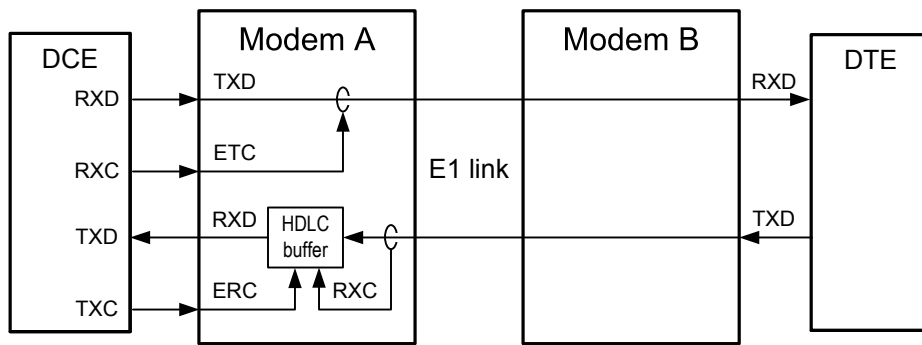 Modem A
Modem B
DCE
DTE
RXD
TXD
RXD
RXC
ETC
E1 link
TXD
RXD
HDLC
buffer
TXD
TXC
ERC
RXC